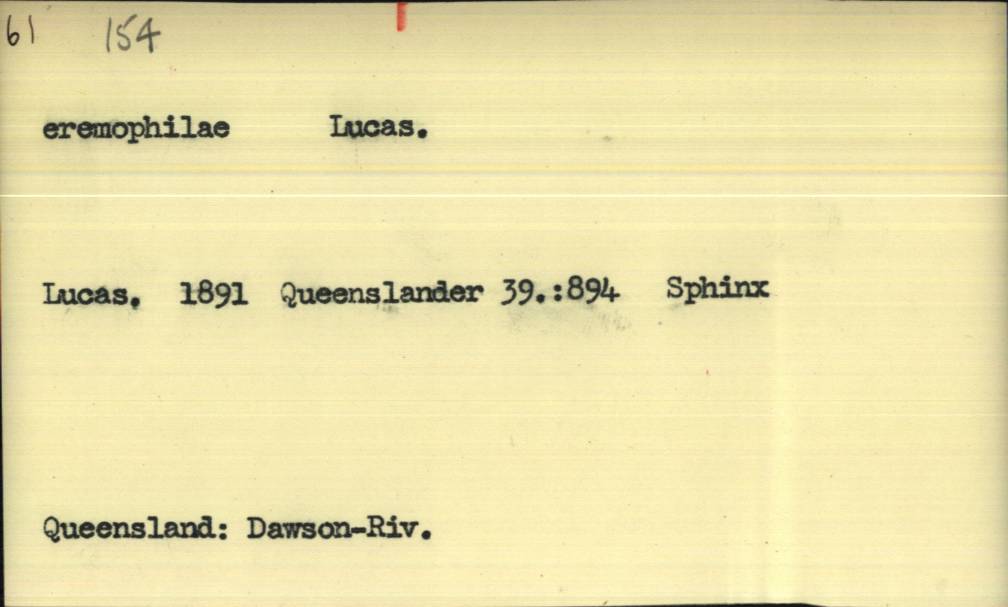 61 154
eremophilae Lucas.
Lucas. 1891 Queenslander 39.:894 Sphinx
Queensland: Dawson-Riv.